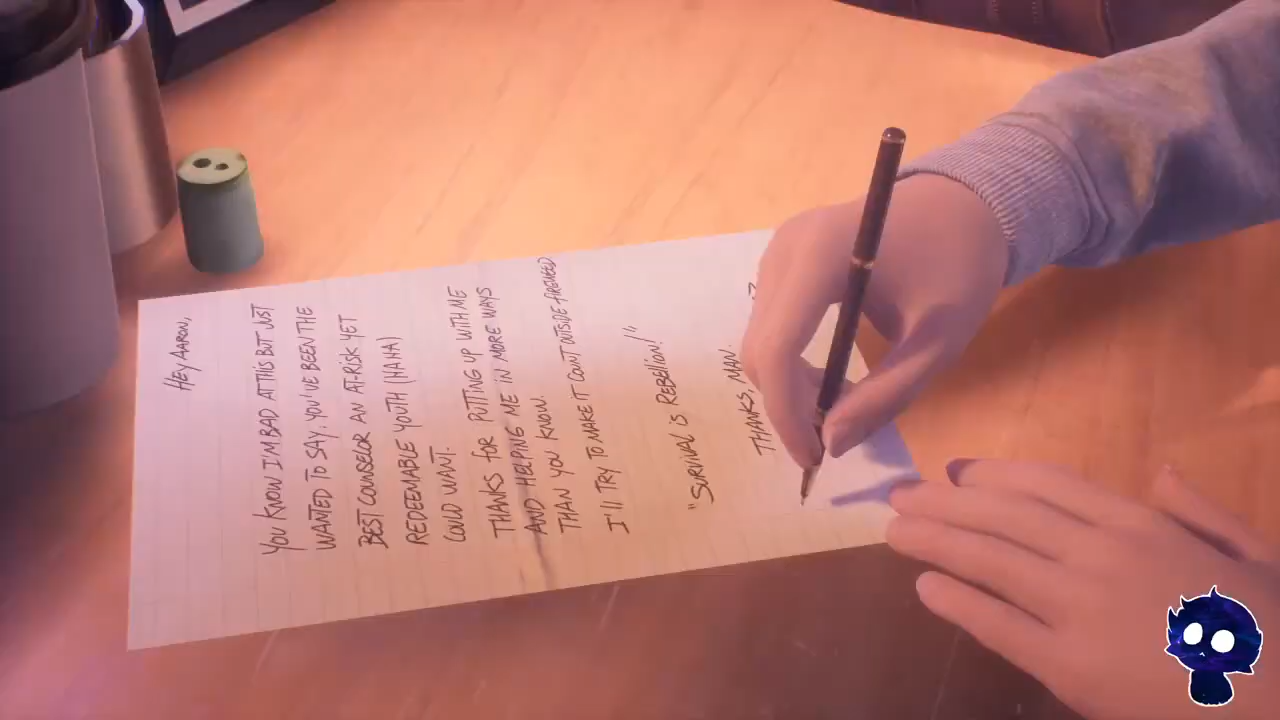 HEY AARON,
YOU KNOW I'M BAD AT THIS BUT JUST
WANTED TO SAY, YOU'VE BEEN THE
BEST COUNSELOR AN AT-RISK YET
REDEEMABLE YOUTH (HAHA)
COULD WANT.
THANKS FOR PUTTING UP WITH ME
AND HELPING ME IN MORE WAYS
THAN YOU KNOW.
I'LL TRY TO MAKE IT COUNT OUTSIDE FIREWEED
"SURVIVAL IS REBELLION!"
THANKS, MAN.